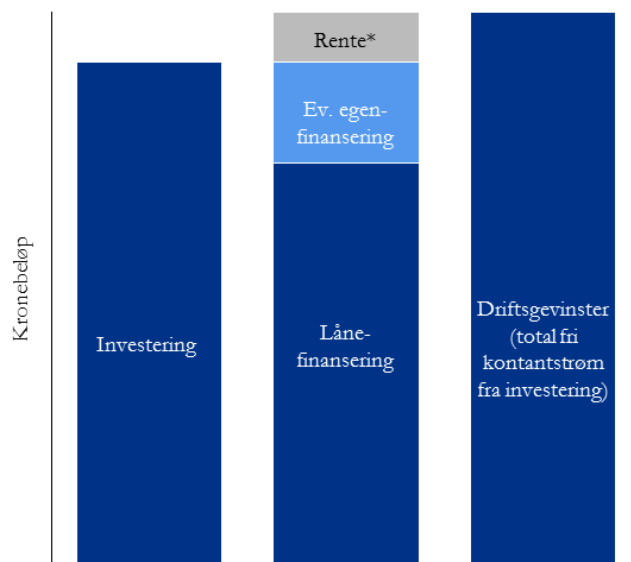 Kronebeløp
Investering
Rente*
Ev. egen-
finansering
Låne-
finansering
Driftsgevinster
(total fri
kontantstrøm
fra investering)